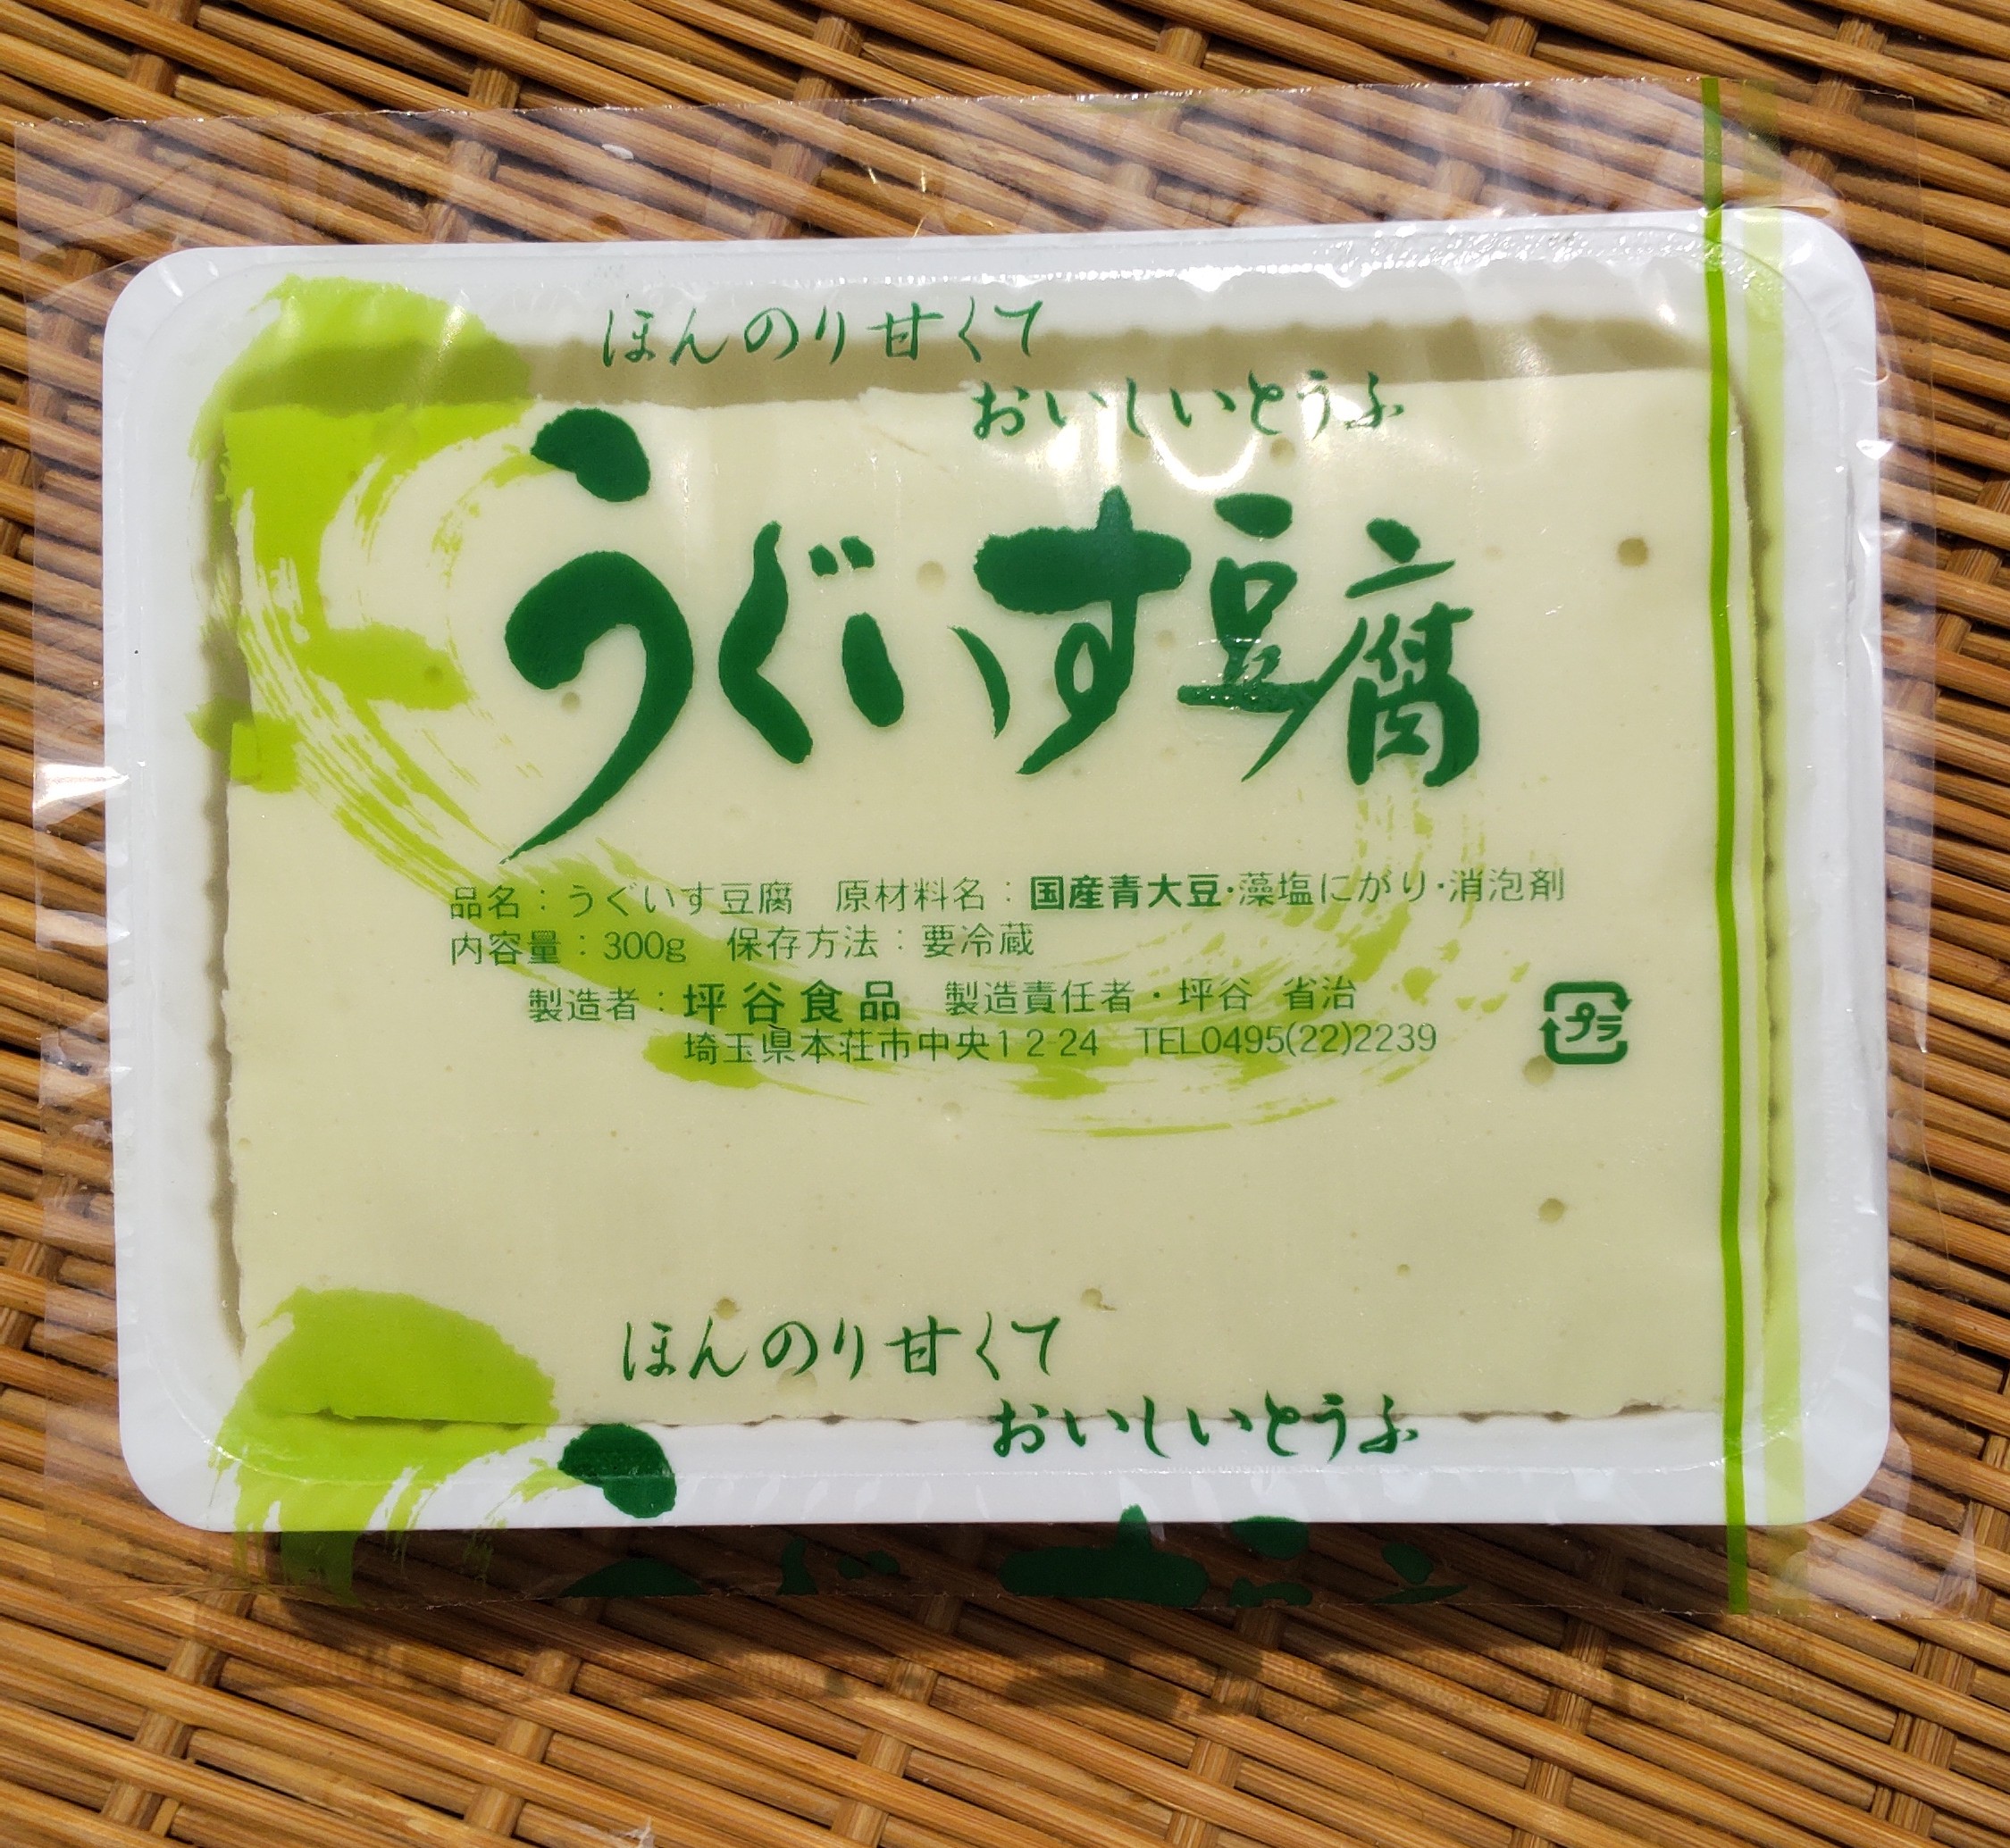 ほんのり甘くて
おいしいとうふ
うぐいす豆腐
品名：うぐいす豆腐　原材料名：国産青大豆・藻塩にがり・消泡剤
内容量：300g　保存方法：要冷蔵
製造者：坪谷食品　製造責任者・坪谷 省治
埼玉県本荘市中央1 2 24　TEL0495(22)2239
プラ
ほんのり甘くて
おいしいとうふ